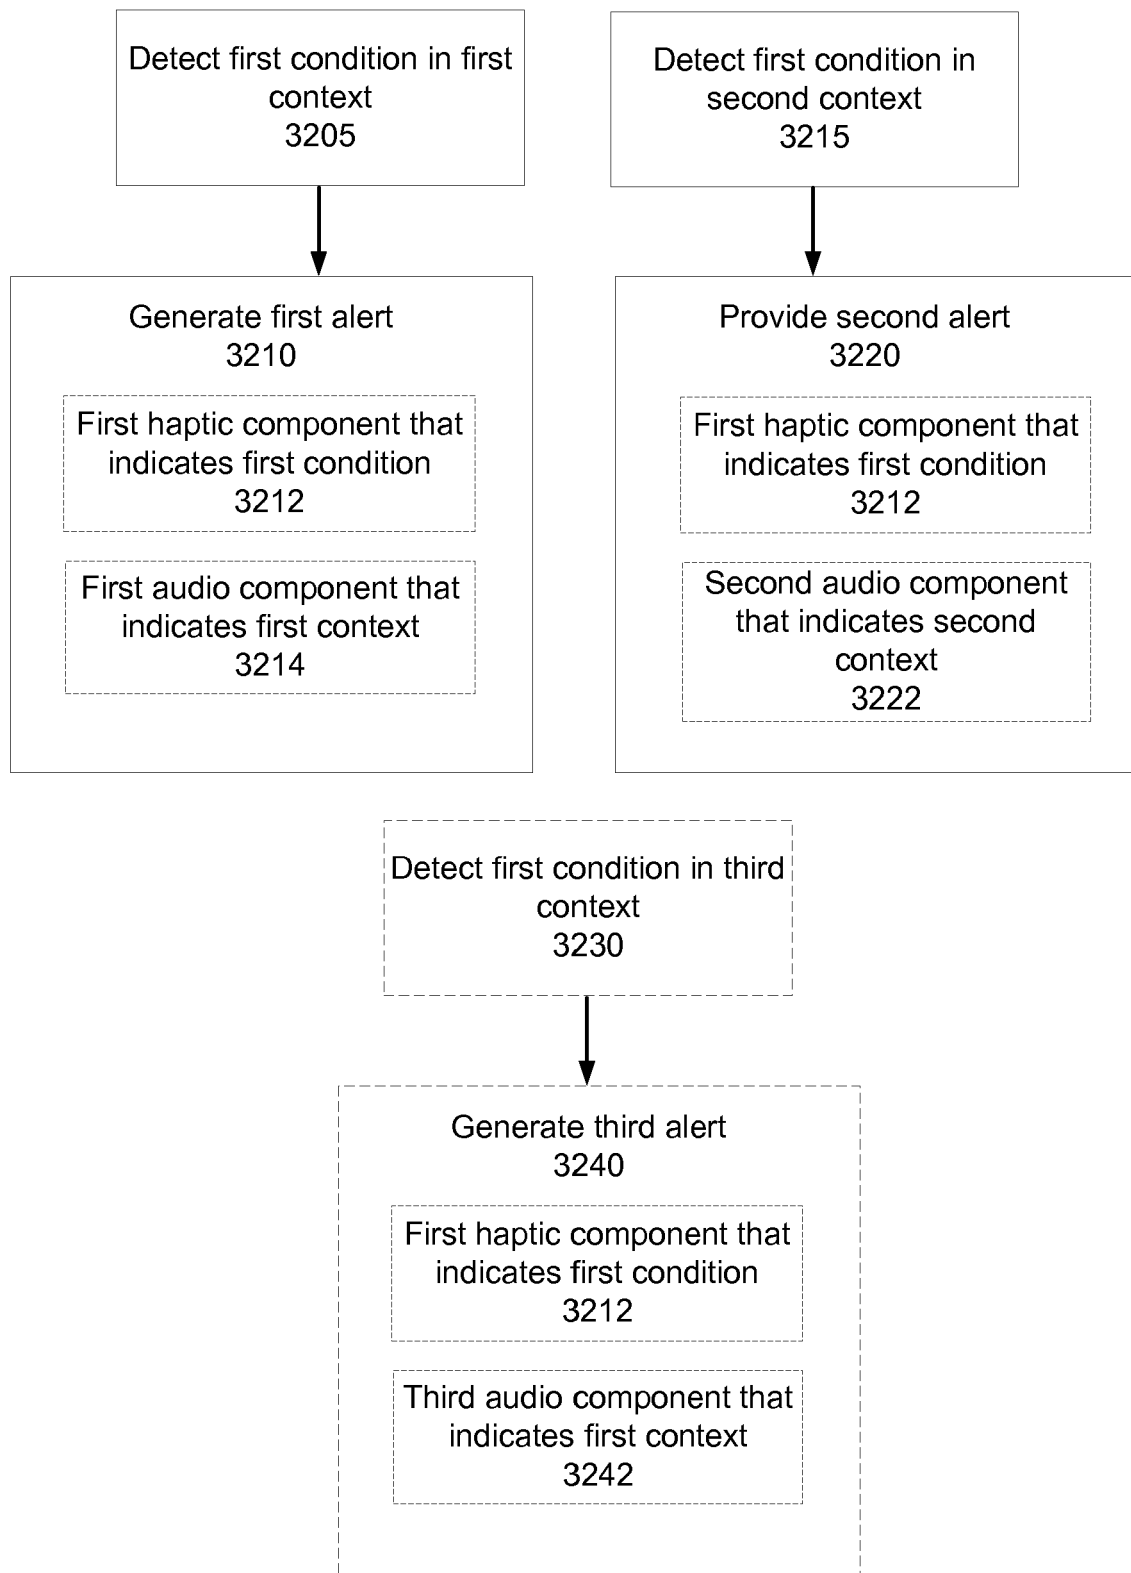 Detect first condition in first
context
3205
Generate first alert
3210
First haptic component that
indicates first condition
3212
First audio component that
indicates first context
3214
Detect first condition in
second context
3215
Provide second alert
3220
First haptic component that
indicates first condition
3212
Second audio component
that indicates second
context
3222
Detect first condition in third
context
3230
Generate third alert
3240
First haptic component that
indicates first condition
3212
Third audio component that
indicates first context
3242